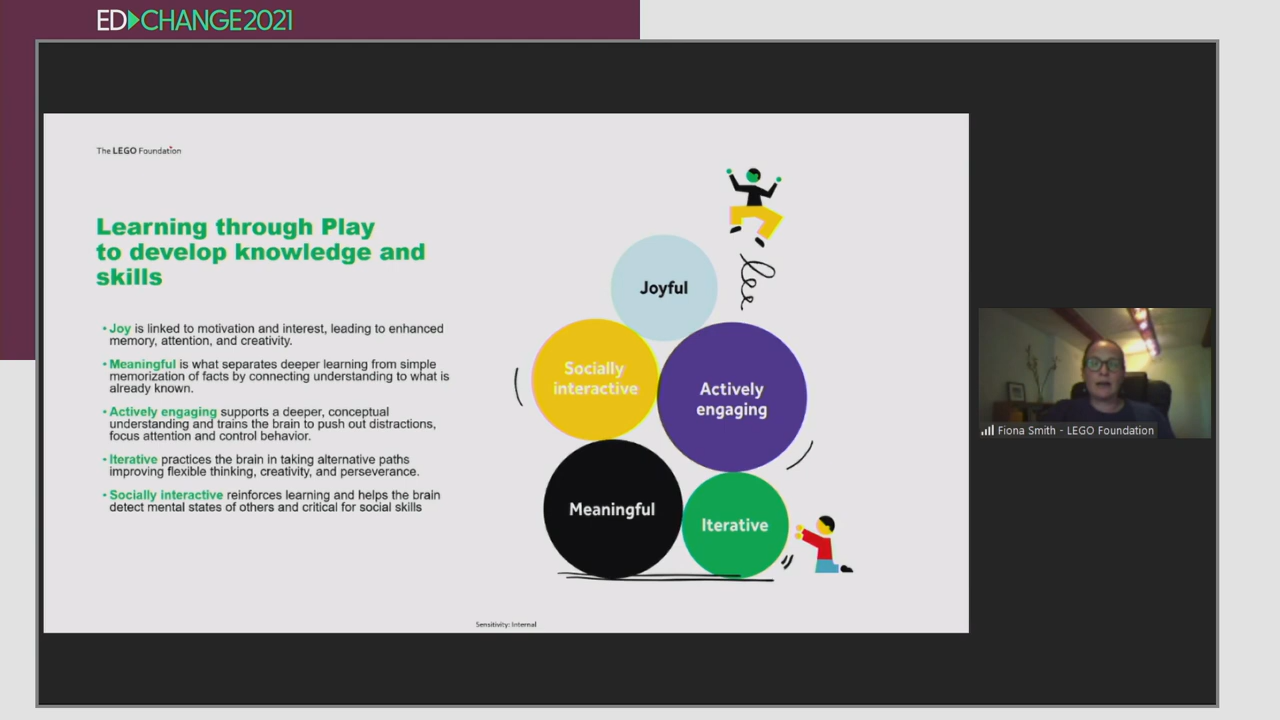 ED CHANGE2021
The LEGO Foundation
Learning through Play
to develop knowledge and
skills
• Joy is linked to motivation and interest, leading to enhanced
memory, attention, and creativity.
• Meaningful is what separates deeper learning from simple
memorization of facts by connecting understanding to what is
already known.
• Actively engaging supports a deeper, conceptual
understanding and trains the brain to push out distractions,
focus attention and control behavior.
• Iterative practices the brain in taking alternative paths
improving flexible thinking, creativity, and perseverance.
• Socially interactive reinforces learning and helps the brain
detect mental states of others and critical for social skills
Joyful
Socially
interactive
Actively
engaging
Meaningful
Iterative
Sensitivity: Internal
Fiona Smith - LEGO Foundation